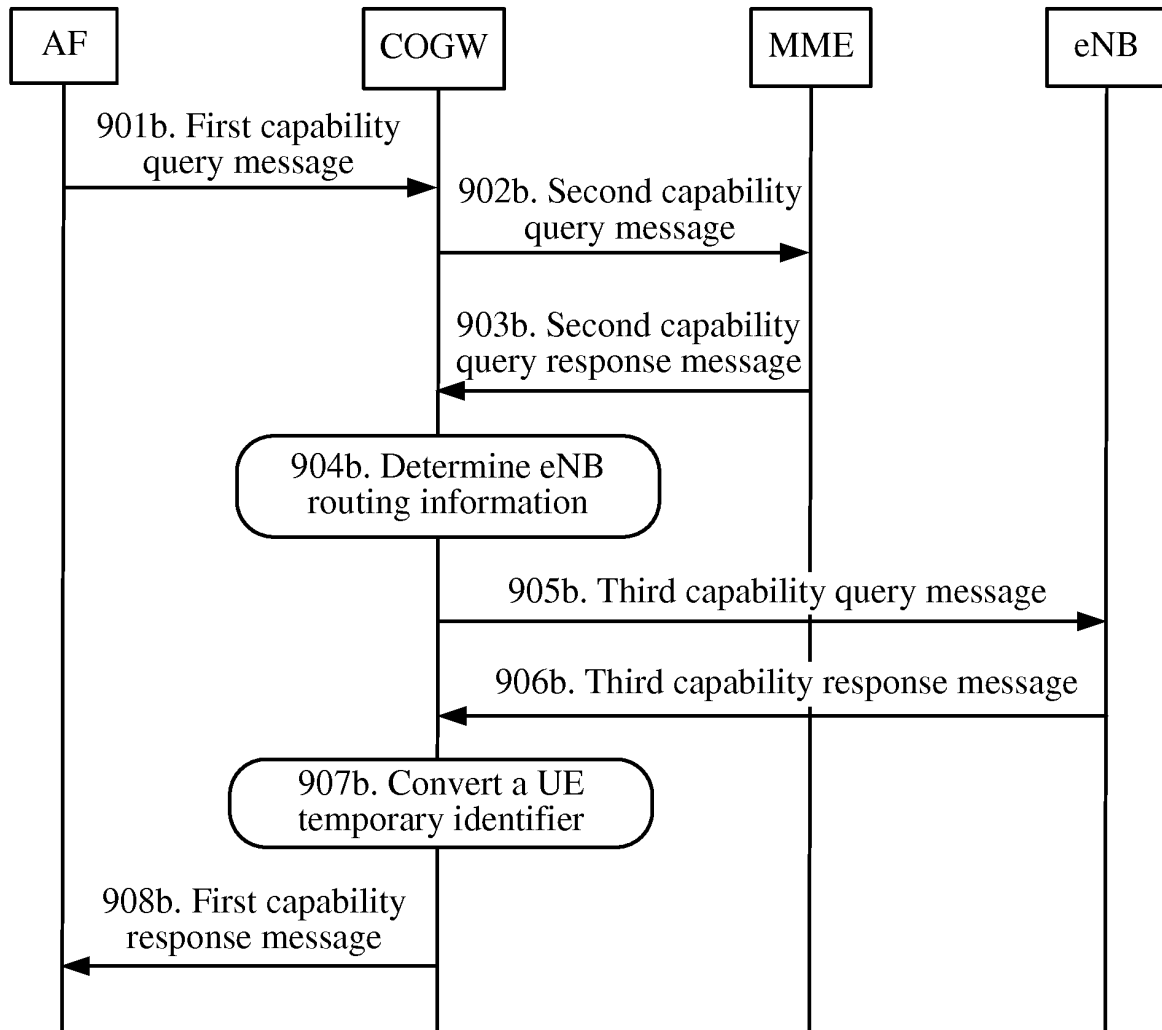 AF
COGW
MME
eNB
901b. First capability
query message
902b. Second capability
query message
903b. Second capability
query response message
904b. Determine eNB
routing information
905b. Third capability query message
906b. Third capability response message
907b. Convert a UE
temporary identifier
908b. First capability
response message